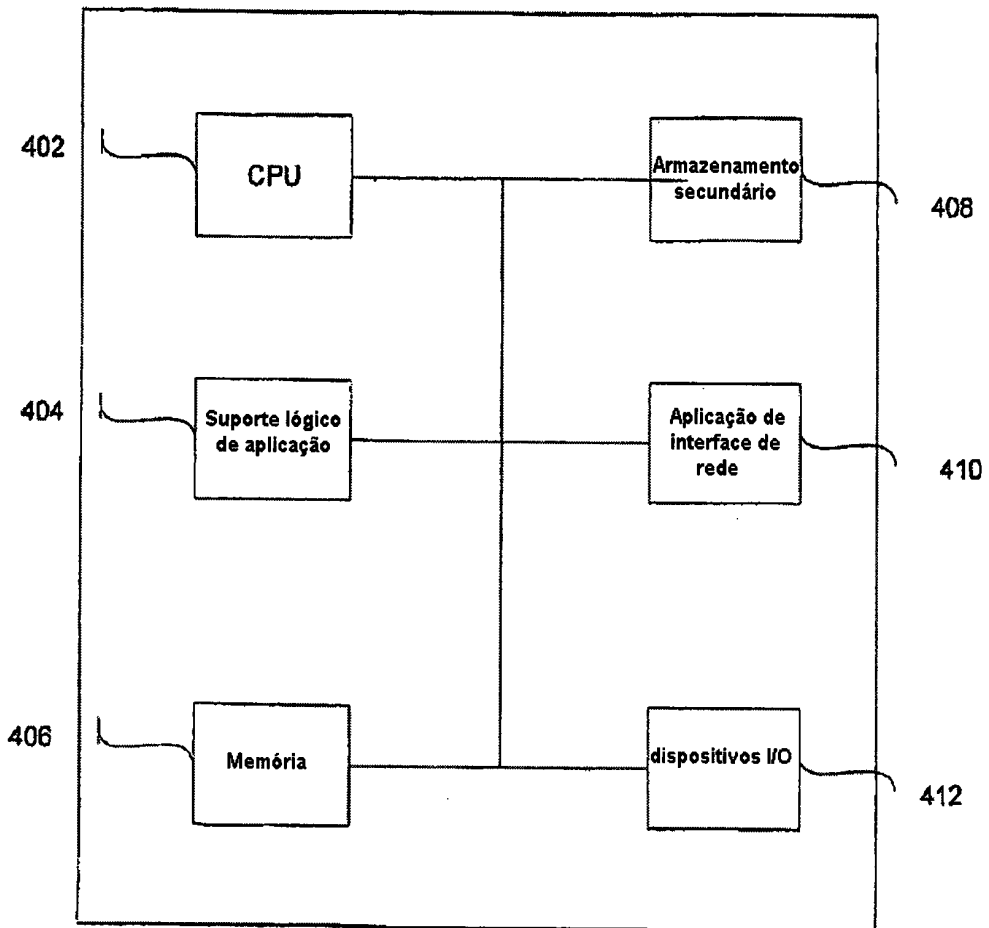 402
CPU
Armazenamento
secundário
408
404
Suporte lógico
de aplicação
Aplicação de
interface de
rede
410
406
Memória
dispositivos I/O
412